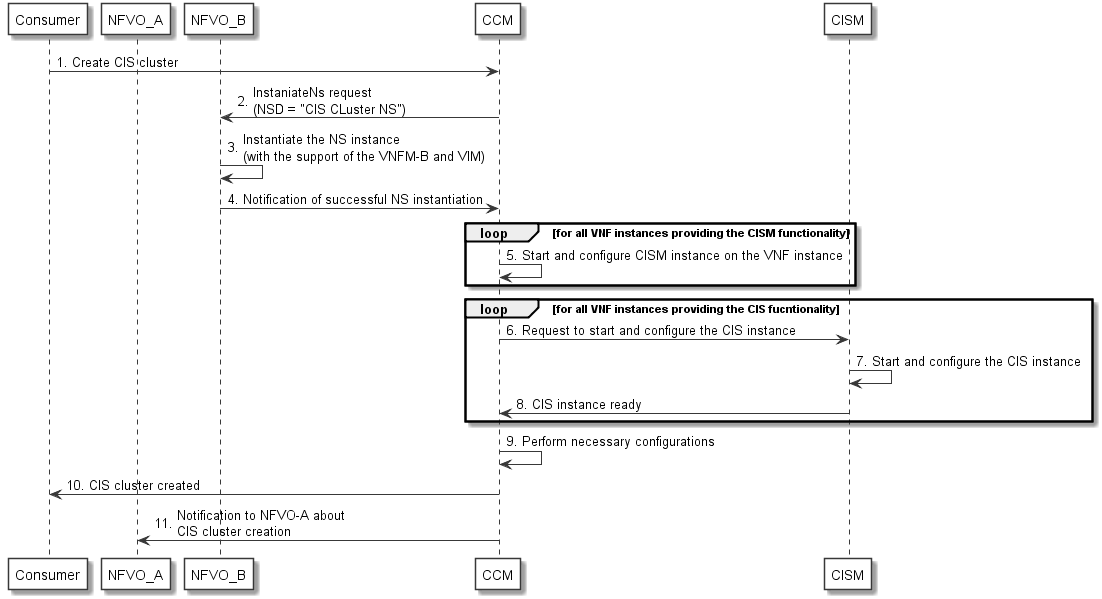 Consumer NFVO_A NFVO_B CCM CISM
1. Create CIS cluster
InstaniateNs request
2.
(NSD = "CIS CLuster NS")
Instantiate the NS instance
3.
(with the support of the VNFM-B and VIM)
4. Notification of successful NS instantiation
loop [for all VNF instances providing the CISM functionality]
5. Start and configure CISM instance on the VNF instance
loop [for all VNF instances providing the CIS fucntionality]
6. Request to start and configure the CIS instance
7. Start and configure the CIS instance
8. CIS instance ready
9. Perform necessary configurations
10. CIS cluster created
Notification to NFVO-A about
11.
CIS cluster creation
Consumer NFVO_A NFVO_B CCM CISM